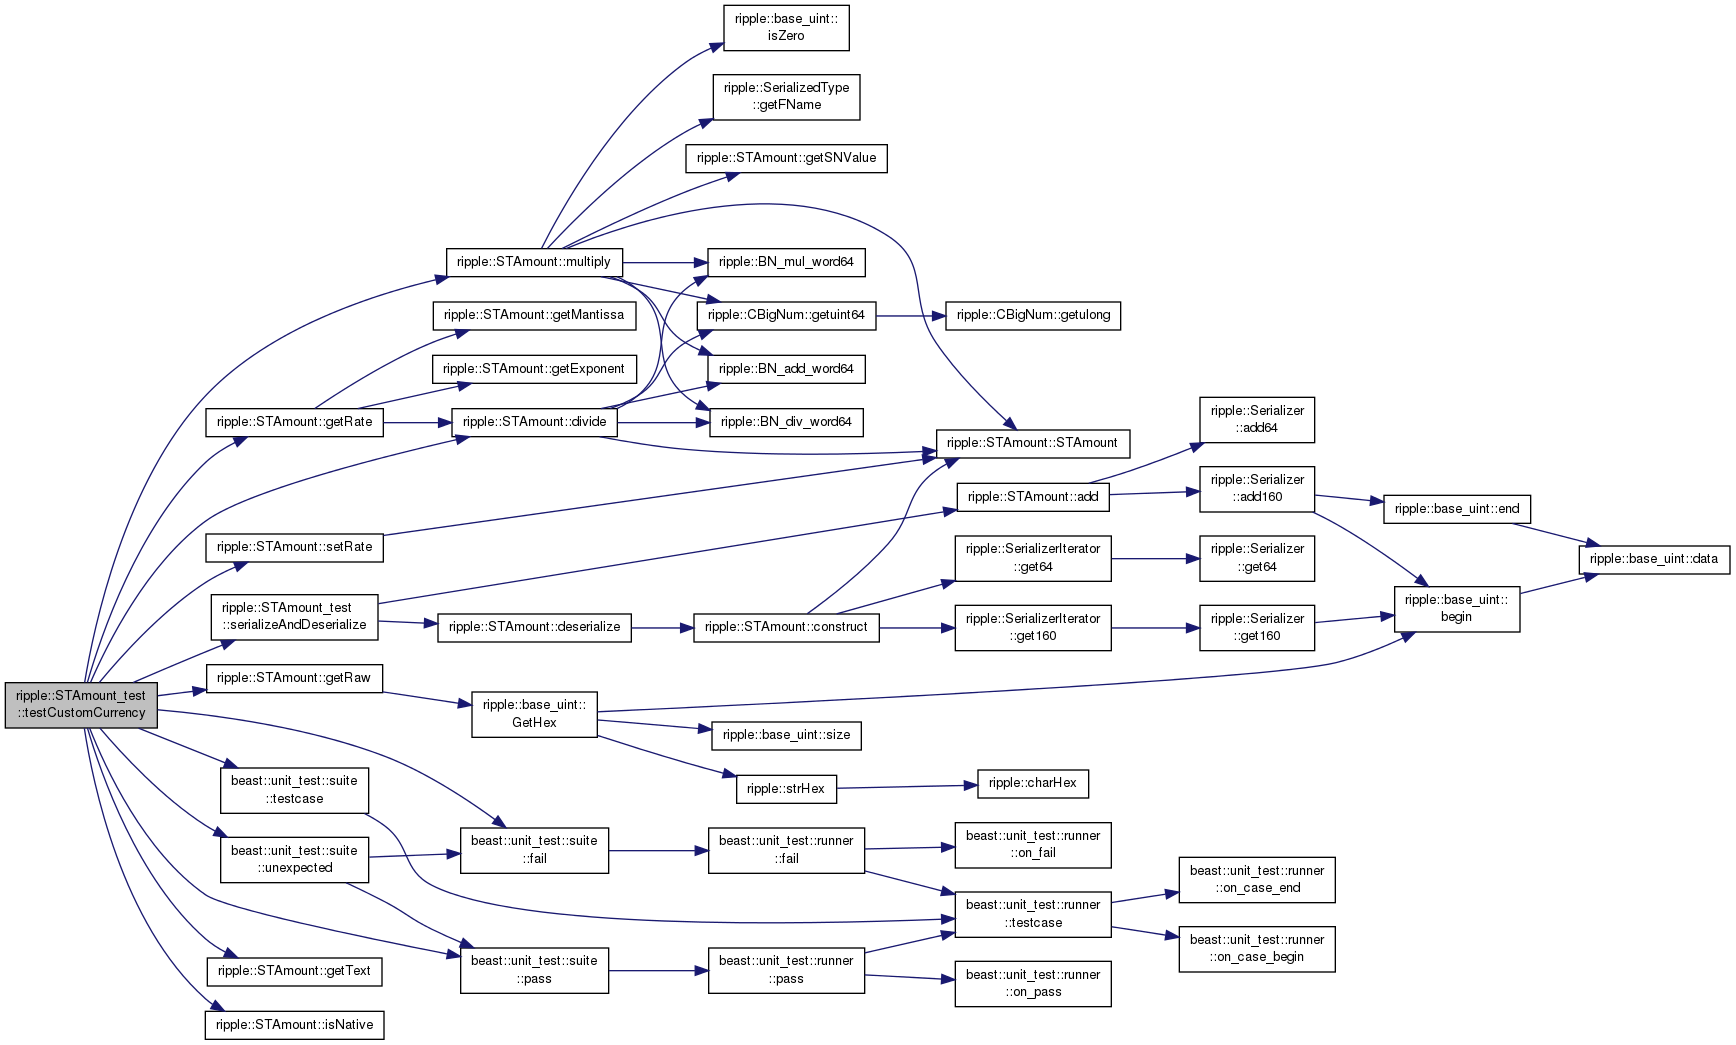 ripple::base_uint::
isZero
ripple::SerializedType
::getFName
ripple::STAmount::getSNValue
ripple::STAmount::multiply
ripple::BN_mul_word64
ripple::STAmount::getMantissa
ripple::CBigNum::getuint64
ripple::CBigNum::getulong
ripple::STAmount::getExponent
ripple::BN_add_word64
ripple::STAmount::getRate
ripple::STAmount::divide
ripple::BN_div_word64
ripple::STAmount::STAmount
ripple::Serializer
::add64
ripple::STAmount::add
ripple::Serializer
::add160
ripple::base_uint::end
ripple::STAmount::setRate
ripple::SerializerIterator
::get64
ripple::Serializer
::get64
ripple::base_uint::data
ripple::STAmount_test
::serializeAndDeserialize
ripple::STAmount::deserialize
ripple::STAmount::construct
ripple::SerializerIterator
::get160
ripple::Serializer
::get160
ripple::base_uint::
begin
ripple::STAmount::getRaw
ripple::STAmount_test
::testCustomCurrency
ripple::base_uint::
GetHex
ripple::base_uint::size
beast::unit_test::suite
::testcase
ripple::strHex
ripple::charHex
beast::unit_test::suite
::unexpected
beast::unit_test::suite
::fail
beast::unit_test::runner
::fail
beast::unit_test::runner
::on_fail
beast::unit_test::runner
::on_case_end
beast::unit_test::runner
::testcase
beast::unit_test::runner
::on_case_begin
ripple::STAmount::getText
beast::unit_test::suite
::pass
beast::unit_test::runner
::pass
beast::unit_test::runner
::on_pass
ripple::STAmount::isNative